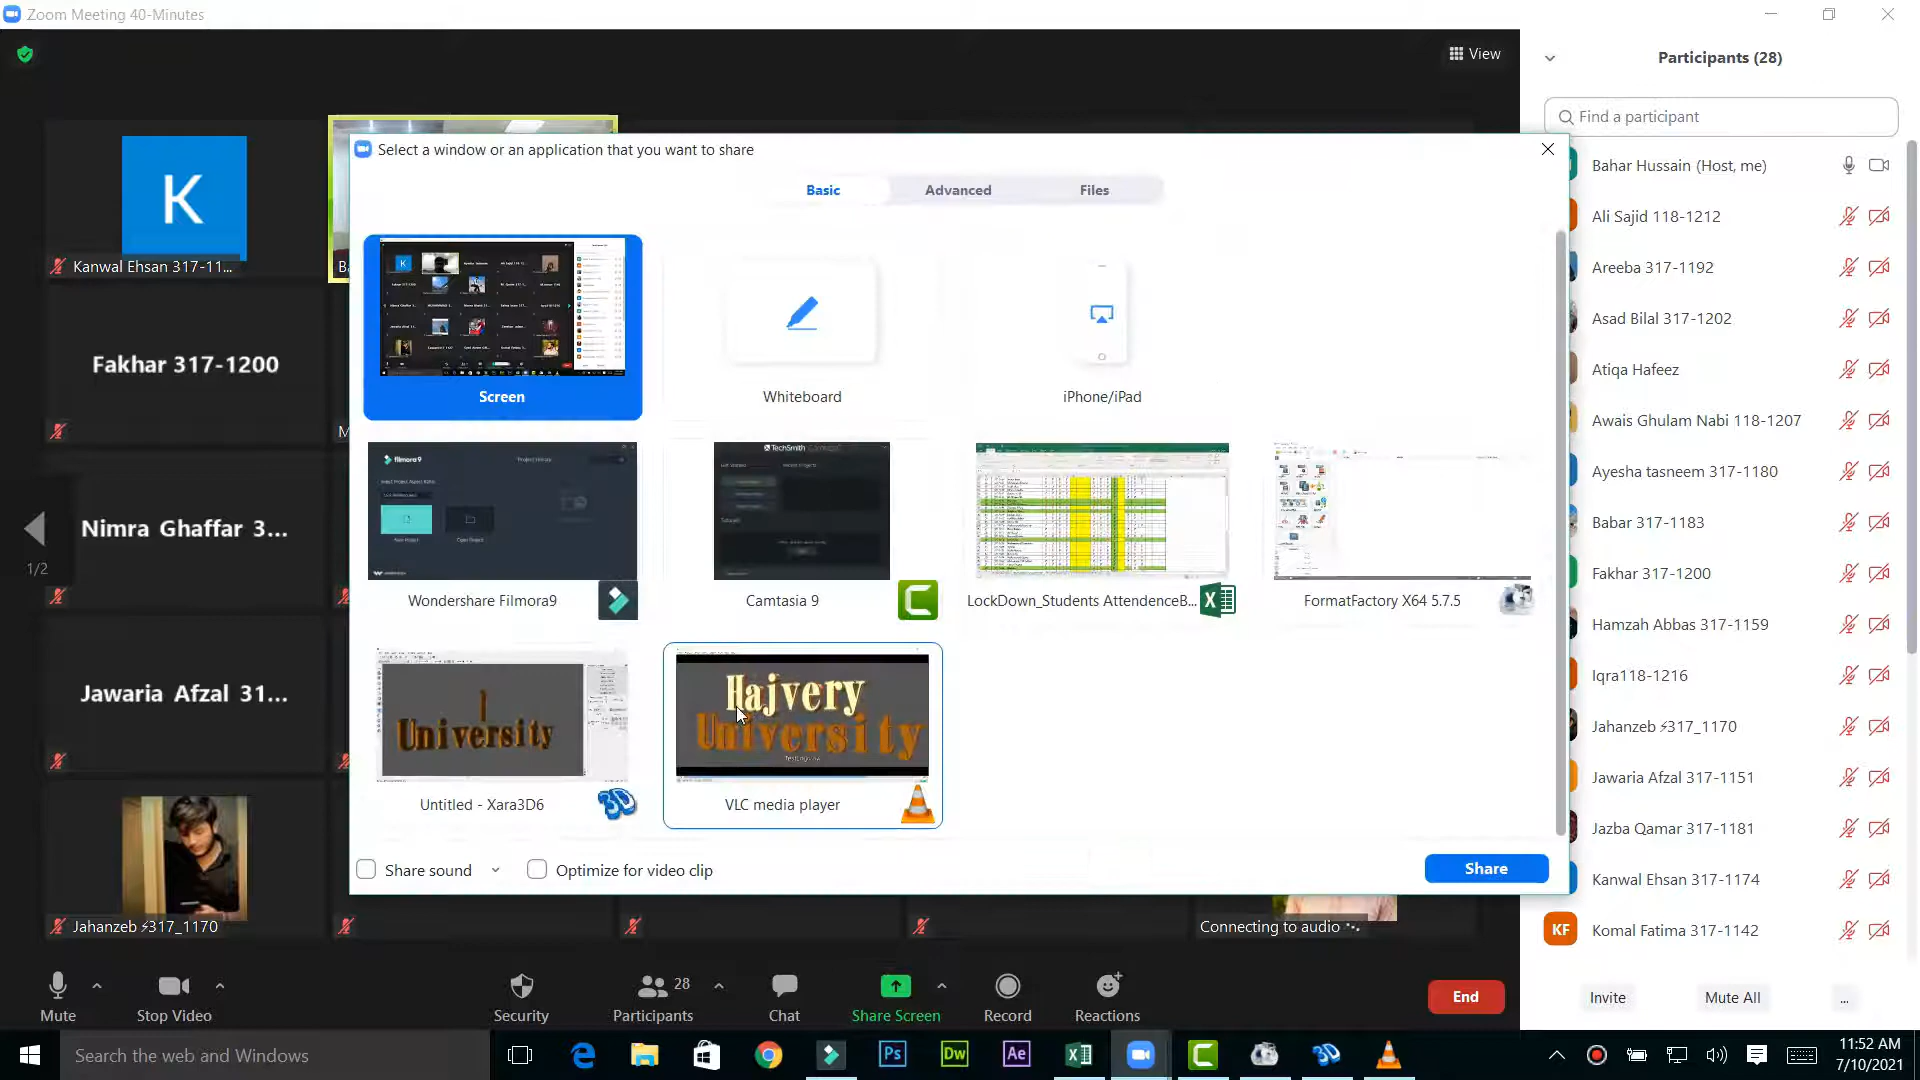 Zoom Meeting 40-Minutes
View
Participants (28)
Find a participant
K
Kanwal Ehsan 317-11...
Fakhar 317-1200
Nimra Ghaffar 3...
1/2
Jawaria Afzal 31...
Jahanzeb ⚡317_1170
Select a window or an application that you want to share
Basic
Advanced
Files
Screen
Whiteboard
iPhone/iPad
filmora9
TechSmith Camtasia
Wondershare Filmora9
Camtasia 9
LockDown_Students AttendenceB...
FormatFactory X64 5.7.5
University
Hajvery
University
Untitled - Xara3D6
VLC media player
Share sound
Optimize for video clip
Share
Connecting to audio
Bahar Hussain (Host, me)
Ali Sajid 118-1212
Areeba 317-1192
Asad Bilal 317-1202
Atiqa Hafeez
Awais Ghulam Nabi 118-1207
Ayesha tasneem 317-1180
Babar 317-1183
Fakhar 317-1200
Hamzah Abbas 317-1159
Iqra118-1216
Jahanzeb ⚡317_1170
Jawaria Afzal 317-1151
Jazba Qamar 317-1181
Kanwal Ehsan 317-1174
KF
Komal Fatima 317-1142
Invite
Mute All
...
Mute
Stop Video
Security
28
Participants
Chat
Share Screen
Record
Reactions
End
Search the web and Windows
Ps
Dw
Ae
11:52 AM
7/10/2021